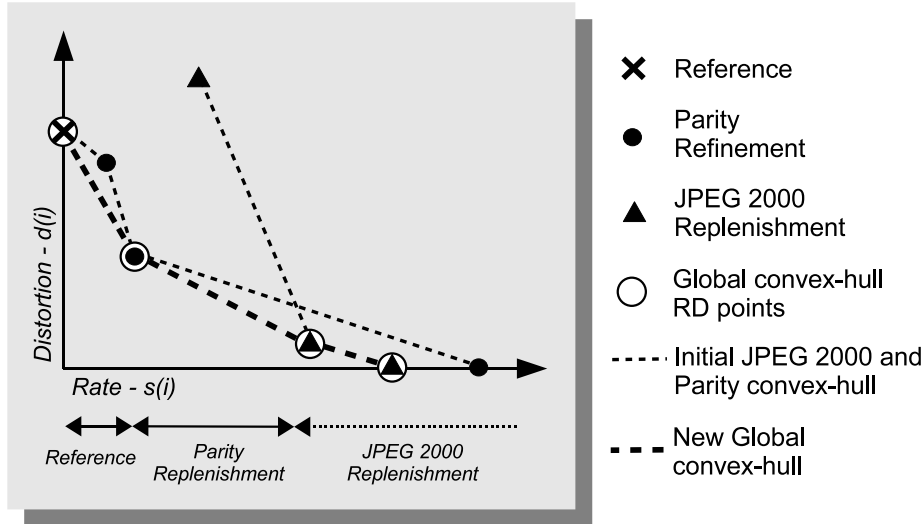 Distortion - d(i)
Rate - s(i)
Reference
Parity
Replenishment
JPEG 2000
Replenishment
Reference
Parity
Refinement
JPEG 2000
Replenishment
Global convex-hull
RD points
Initial JPEG 2000 and
Parity convex-hull
New Global
convex-hull